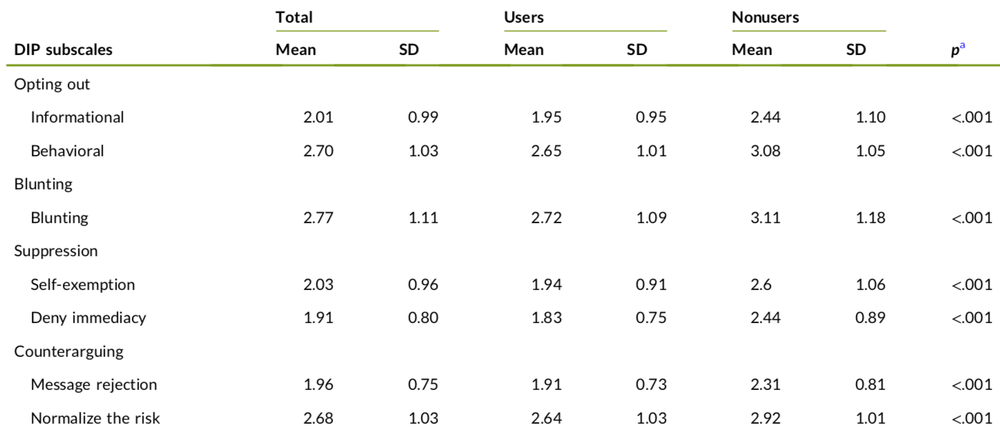 Total Users Nonusers
DIP subscales Mean SD Mean SD Mean SD pa
Opting out
Informational 2.01 0.99 1.95 0.95 2.44 1.10 <.001
Behavioral 2.70 1.03 2.65 1.01 3.08 1.05 <.001
Blunting
Blunting 2.77 1.11 2.72 1.09 3.11 1.18 <.001
Suppression
Self-exemption 2.03 0.96 1.94 0.91 2.6 1.06 <.001
Deny immediacy 1.91 0.80 1.83 0.75 2.44 0.89 <.001
Counterarguing
Message rejection 1.96 0.75 1.91 0.73 2.31 0.81 <.001
Normalize the risk 2.68 1.03 2.64 1.03 2.92 1.01 <.001